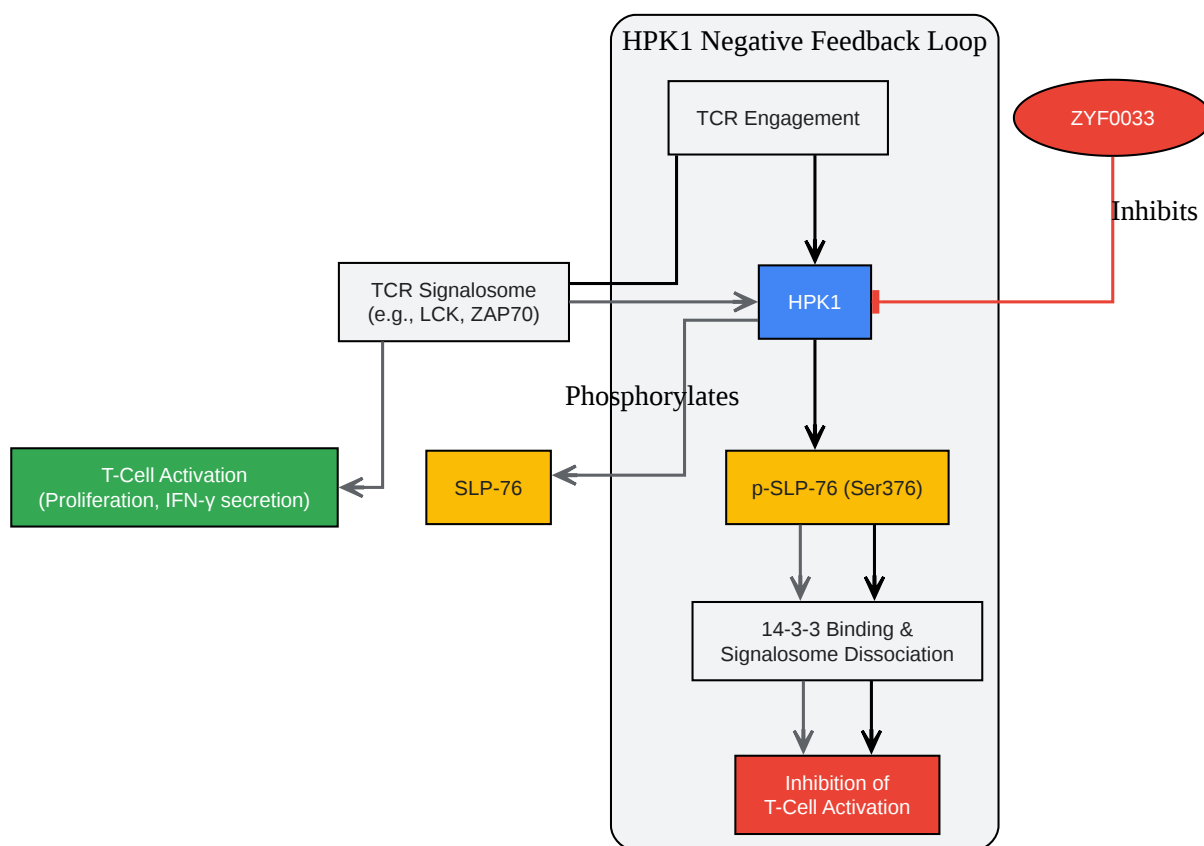 HPK1 Negative Feedback Loop
TCR Engagement
ZYF0033
Inhibits
TCR Signalosome
(e.g., LCK, ZAP70)
HPK1
Phosphorylates
T-Cell Activation
(Proliferation, IFN-γ secretion)
SLP-76
p-SLP-76 (Ser376)
14-3-3 Binding &
Signalosome Dissociation
Inhibition of
T-Cell Activation